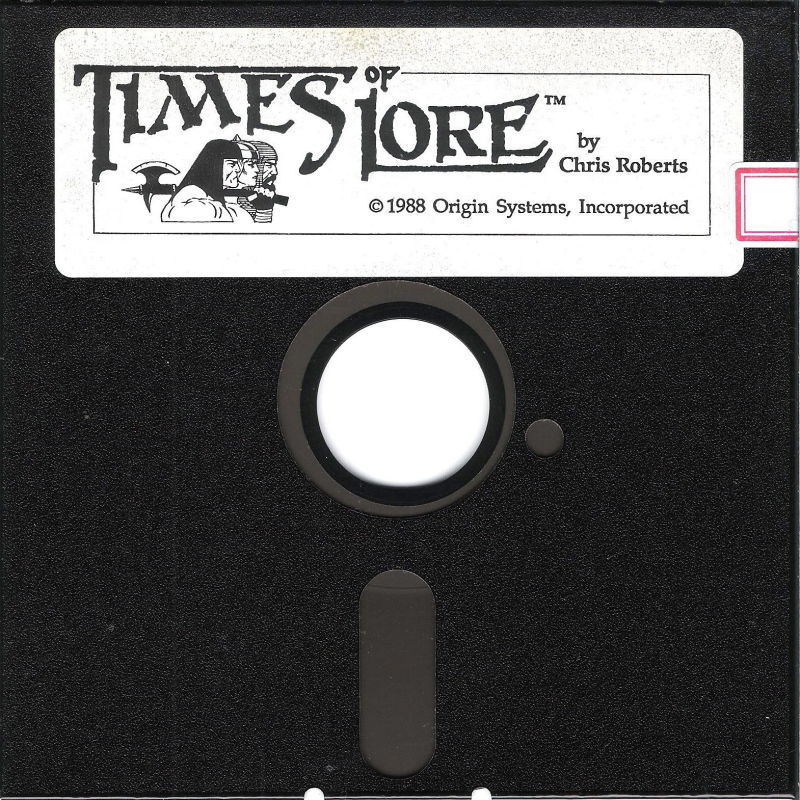 TIMES OF LORE™
by
Chris Roberts
© 1988 Origin Systems, Incorporated